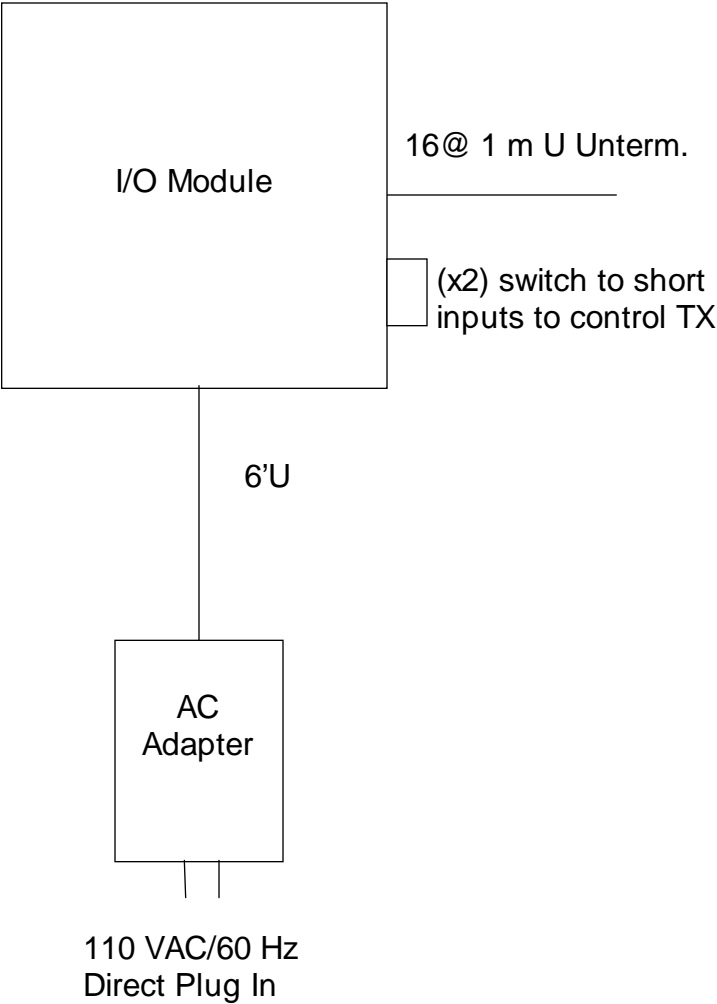 I/O Module
16@ 1 m U Unterm.
(x2) switch to short
inputs to control TX
6’U
AC
Adapter
110 VAC/60 Hz
Direct Plug In